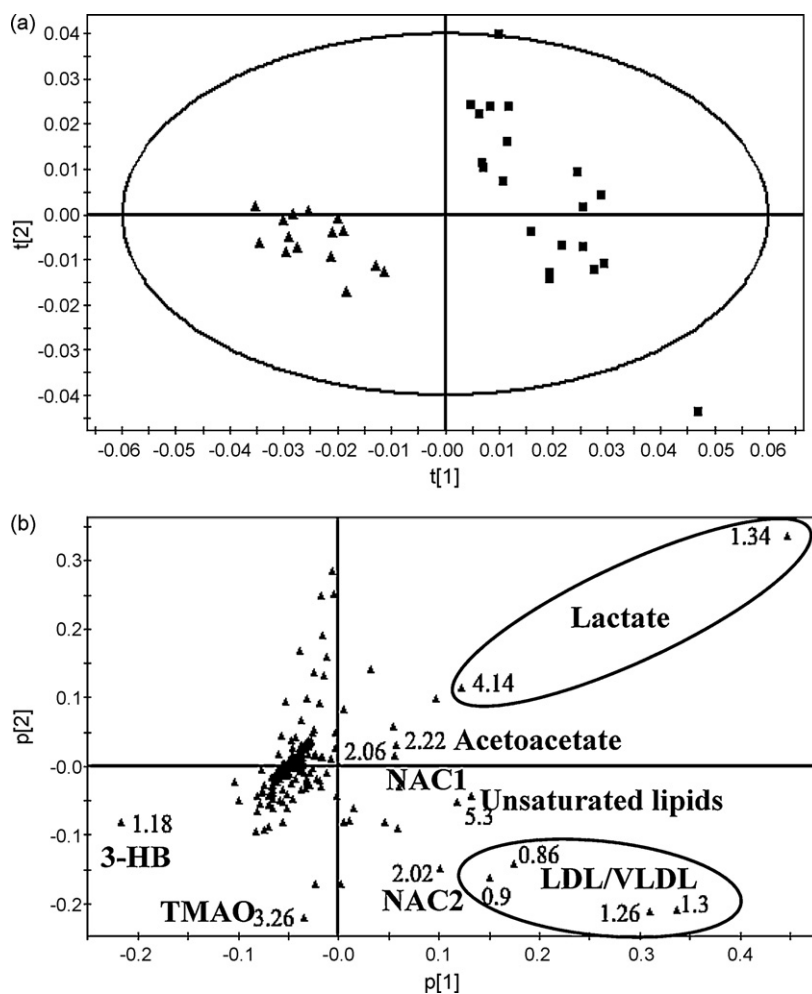 (a)
0.04
0.04
0.03
0.02
0.01
0.00
-0.01
-0.02
-0.03
-0.04
t[2]
-0.06 -0.04 -0.03 -0.02 -0.01 -0.00 0.01 0.02 0.03 0.04 0.06
t[1]
(b)
0.3
0.2
0.1
-0.0
-0.1
-0.2
p[2]
1.34
Lactate
4.14
2.22 Acetoacetate
2.06
NAC1
Unsaturated lipids
5.3
1.18
3-HB
0.86
2.02
LDL/VLDL
NAC2
0.9
TMAO 3.26
1.26
1.3
-0.2 -0.1 -0.0 0.1 0.2 0.3 0.4
p[1]